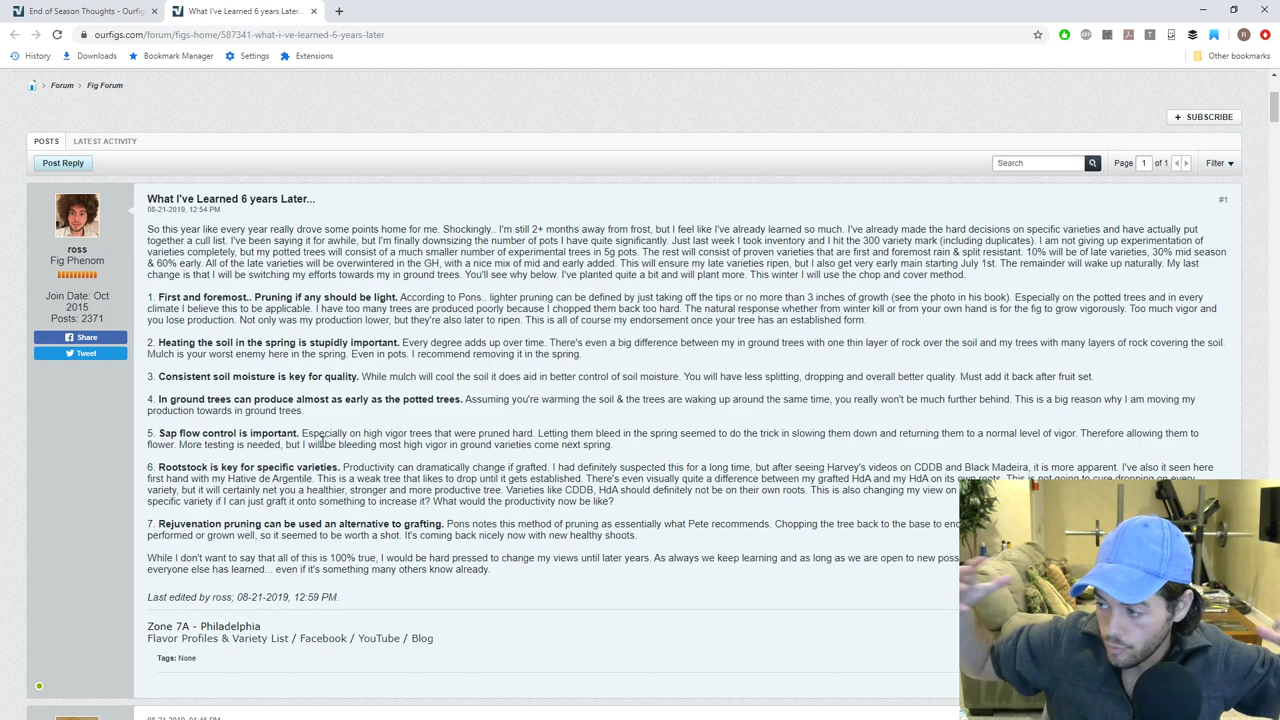 End of Season Thoughts - Ourfig
What I've Learned 6 years Later...
ourfigs.com/forum/figs-home/587341-what-i-ve-learned-6-years-later
History
Downloads
Bookmark Manager
Settings
Extensions
Other bookmarks
Forum > Fig Forum
+ SUBSCRIBE
POSTS
LATEST ACTIVITY
Post Reply
Search
Page 1 of 1
Filter
ross
Fig Phenom
Join Date: Oct
2015
Posts: 2371
Share
Tweet
What I've Learned 6 years Later...
#1
08-21-2019, 12:54 PM
So this year like every year really drove some points home for me. Shockingly.. I'm still 2+ months away from frost, but I feel like I've already learned so much. I've already made the hard decisions on specific varieties and have actually put
together a cull list. I've been saying it for awhile, but I'm finally downsizing the number of pots I have quite significantly. Just last week I took inventory and I hit the 300 variety mark (including duplicates). I am not giving up experimentation of
varieties completely, but my potted trees will consist of a much smaller number of experimental trees in 5g pots. The rest will consist of proven varieties that are first and foremost rain & split resistant. 10% will be of late varieties, 30% mid season
& 60% early. All of the late varieties will be overwintered in the GH, with a nice mix of mid and early added. This will ensure my late varieties ripen, but I also get very early main starting July 1st. The remainder will wake up naturally. My last
change is that I will be switching my efforts towards my in ground trees. You'll see why below. I've planted quite a bit and will plant more. This winter I will use the chop and cover method.
1. First and foremost.. Pruning if any should be light. According to Pons.. lighter pruning can be defined by just taking off the tips or no more than 3 inches of growth (see the photo in his book). Especially on the potted trees and in every
climate I believe this to be applicable. I have too many trees are produced poorly because I chopped them back too hard. The natural response whether from winter kill or from your own hand is for the fig to grow vigorously. Too much vigor and
you lose production. Not only was my production lower, but they're also later to ripen. This is all of course my endorsement once your tree has an established form.
2. Heating the soil in the spring is stupidly important. Every degree adds up over time. There's even a big difference between my in ground trees with one thin layer of rock over the soil and my trees with many layers of rock covering the soil.
Mulch is your worst enemy here in the spring. Even in pots. I recommend removing it in the spring.
3. Consistent soil moisture is key for quality. While mulch will cool the soil it does aid in better control of soil moisture. You will have less splitting, dropping and overall better quality. Must add it back after fruit set.
4. In ground trees can produce almost as early as the potted trees. Assuming you're warming the soil & the trees are waking up around the same time, you really won't be much further behind. This is a big reason why I am moving my
production towards in ground trees.
5. Sap flow control is important. Especially on high vigor trees that were pruned hard. Letting them bleed in the spring seemed to do the trick in slowing them down and returning them to a normal level of vigor. Therefore allowing them to
flower. More testing is needed, but I will be bleeding most high vigor in ground varieties come next spring.
6. Rootstock is key for specific varieties. Productivity can dramatically change if grafted. I had definitely suspected this for a long time, but after seeing Harvey's videos on CDDB and Black Madeira, it is more apparent. I've also it seen here
first hand with my Hative de Argentile. This is a weak tree that likes to drop until it gets established. There's even visually quite a difference between my grafted HdA and my HdA on its own roots. This is not going to cure dropping on every
variety, but it will certainly net you a healthier, stronger and more productive tree. Varieties like CDDB, HdA should definitely not be on their own roots. This is also changing my view on
specific variety if I can just graft it onto something to increase it? What would the productivity now be like?
7. Rejuvenation pruning can be used an alternative to grafting. Pons notes this method of pruning as essentially what Pete recommends. Chopping the tree back to the base to
performed or grown well, so it seemed to be worth a shot. It's coming back nicely now with new healthy shoots.
While I don't want to say that all of this is 100% true, I would be hard pressed to change my views until later years. As always we keep learning and as long as we are open to new
everyone else has learned... even if it's something many others know already.
Last edited by ross; 08-21-2019, 12:59 PM.
Zone 7A - Philadelphia
Flavor Profiles & Variety List / Facebook / YouTube / Blog
Tags: None